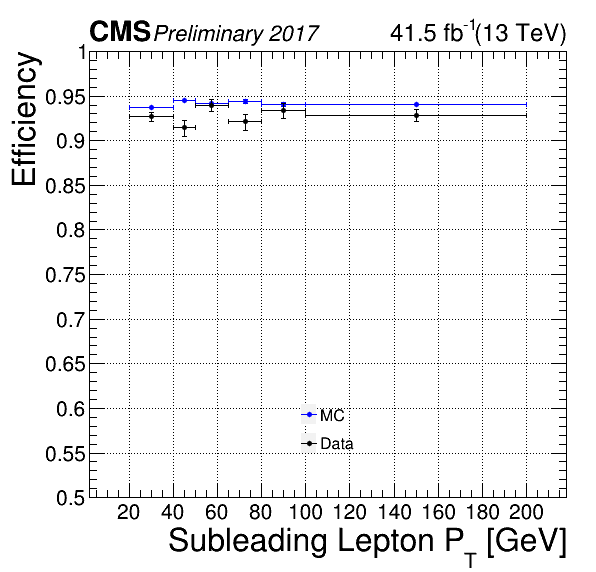 CMS Preliminary 2017 41.5 fb⁻¹(13 TeV)
Efficiency
1
0.95
0.9
0.85
0.8
0.75
0.7
0.65
0.6
0.55
0.5
MC
Data
20 40 60 80 100 120 140 160 180 200
Subleading Lepton P_T [GeV]